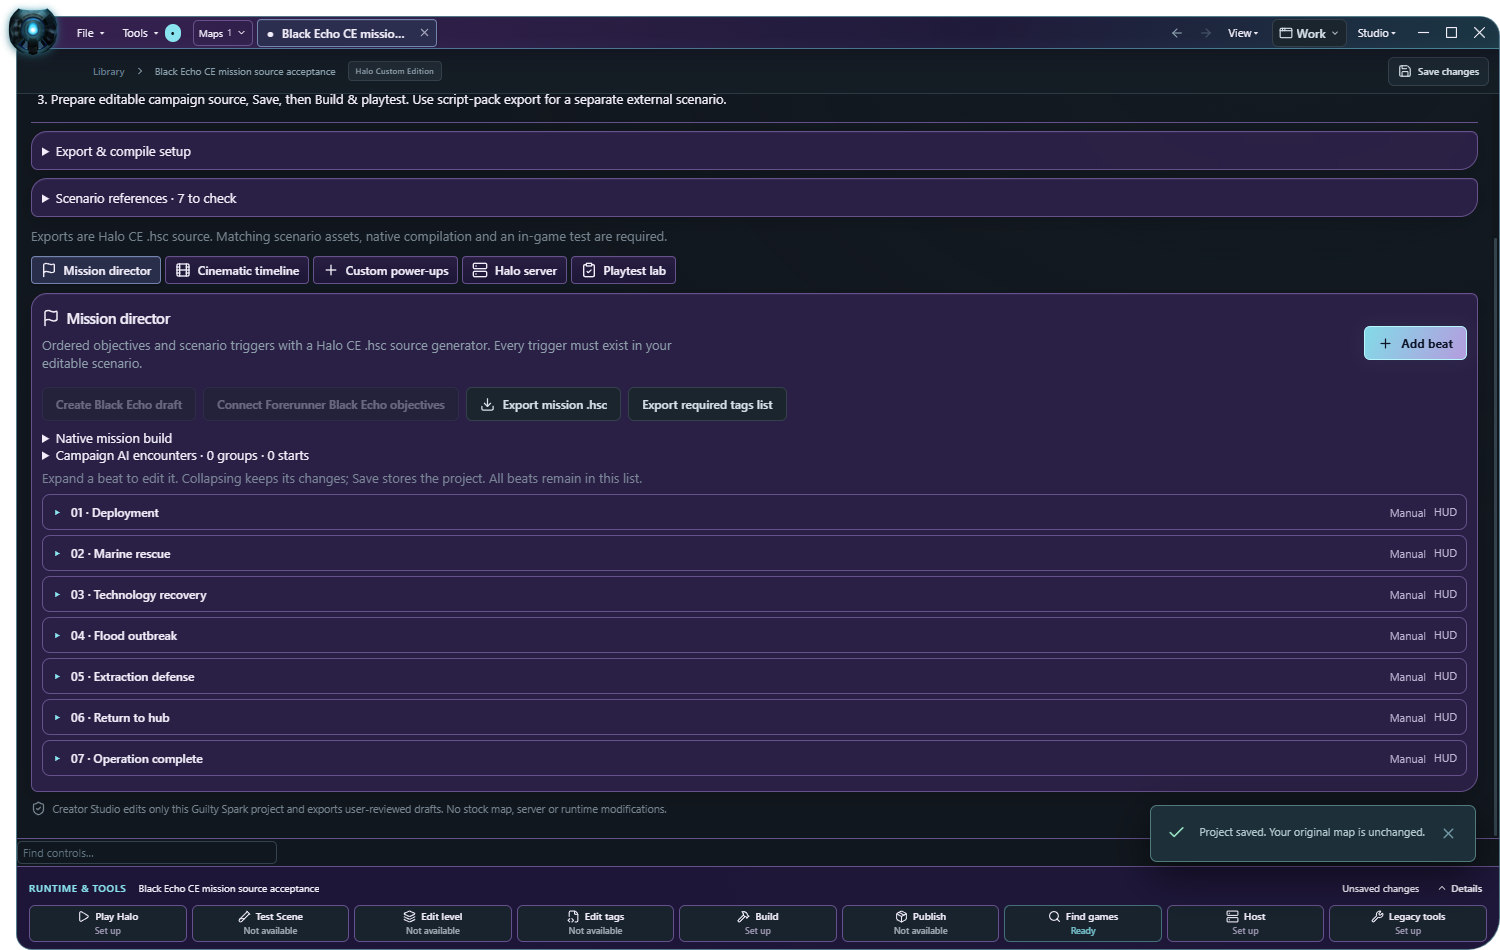 File
Tools
Maps 1
Black Echo CE missio...
View
Work
Studio
Library
Black Echo CE mission source acceptance
Halo Custom Edition
Save changes
3. Prepare editable campaign source, Save, then Build & playtest. Use script-pack export for a separate external scenario.
Export & compile setup
Scenario references · 7 to check
Exports are Halo CE .hsc source. Matching scenario assets, native compilation and an in-game test are required.
Mission director
Cinematic timeline
Custom power-ups
Halo server
Playtest lab
Mission director
Ordered objectives and scenario triggers with a Halo CE .hsc source generator. Every trigger must exist in your
editable scenario.
Add beat
Create Black Echo draft
Connect Forerunner Black Echo objectives
Export mission .hsc
Export required tags list
Native mission build
Campaign AI encounters · 0 groups · 0 starts
Expand a beat to edit it. Collapsing keeps its changes; Save stores the project. All beats remain in this list.
01 · Deployment
Manual HUD
02 · Marine rescue
Manual HUD
03 · Technology recovery
Manual HUD
04 · Flood outbreak
Manual HUD
05 · Extraction defense
Manual HUD
06 · Return to hub
Manual HUD
07 · Operation complete
Manual HUD
Creator Studio edits only this Guilty Spark project and exports user-reviewed drafts. No stock map, server or runtime modifications.
Project saved. Your original map is unchanged.
Find controls...
RUNTIME & TOOLS
Black Echo CE mission source acceptance
Unsaved changes
Details
Play Halo
Set up
Test Scene
Not available
Edit level
Not available
Edit tags
Not available
Build
Set up
Publish
Not available
Find games
Ready
Host
Set up
Legacy tools
Set up